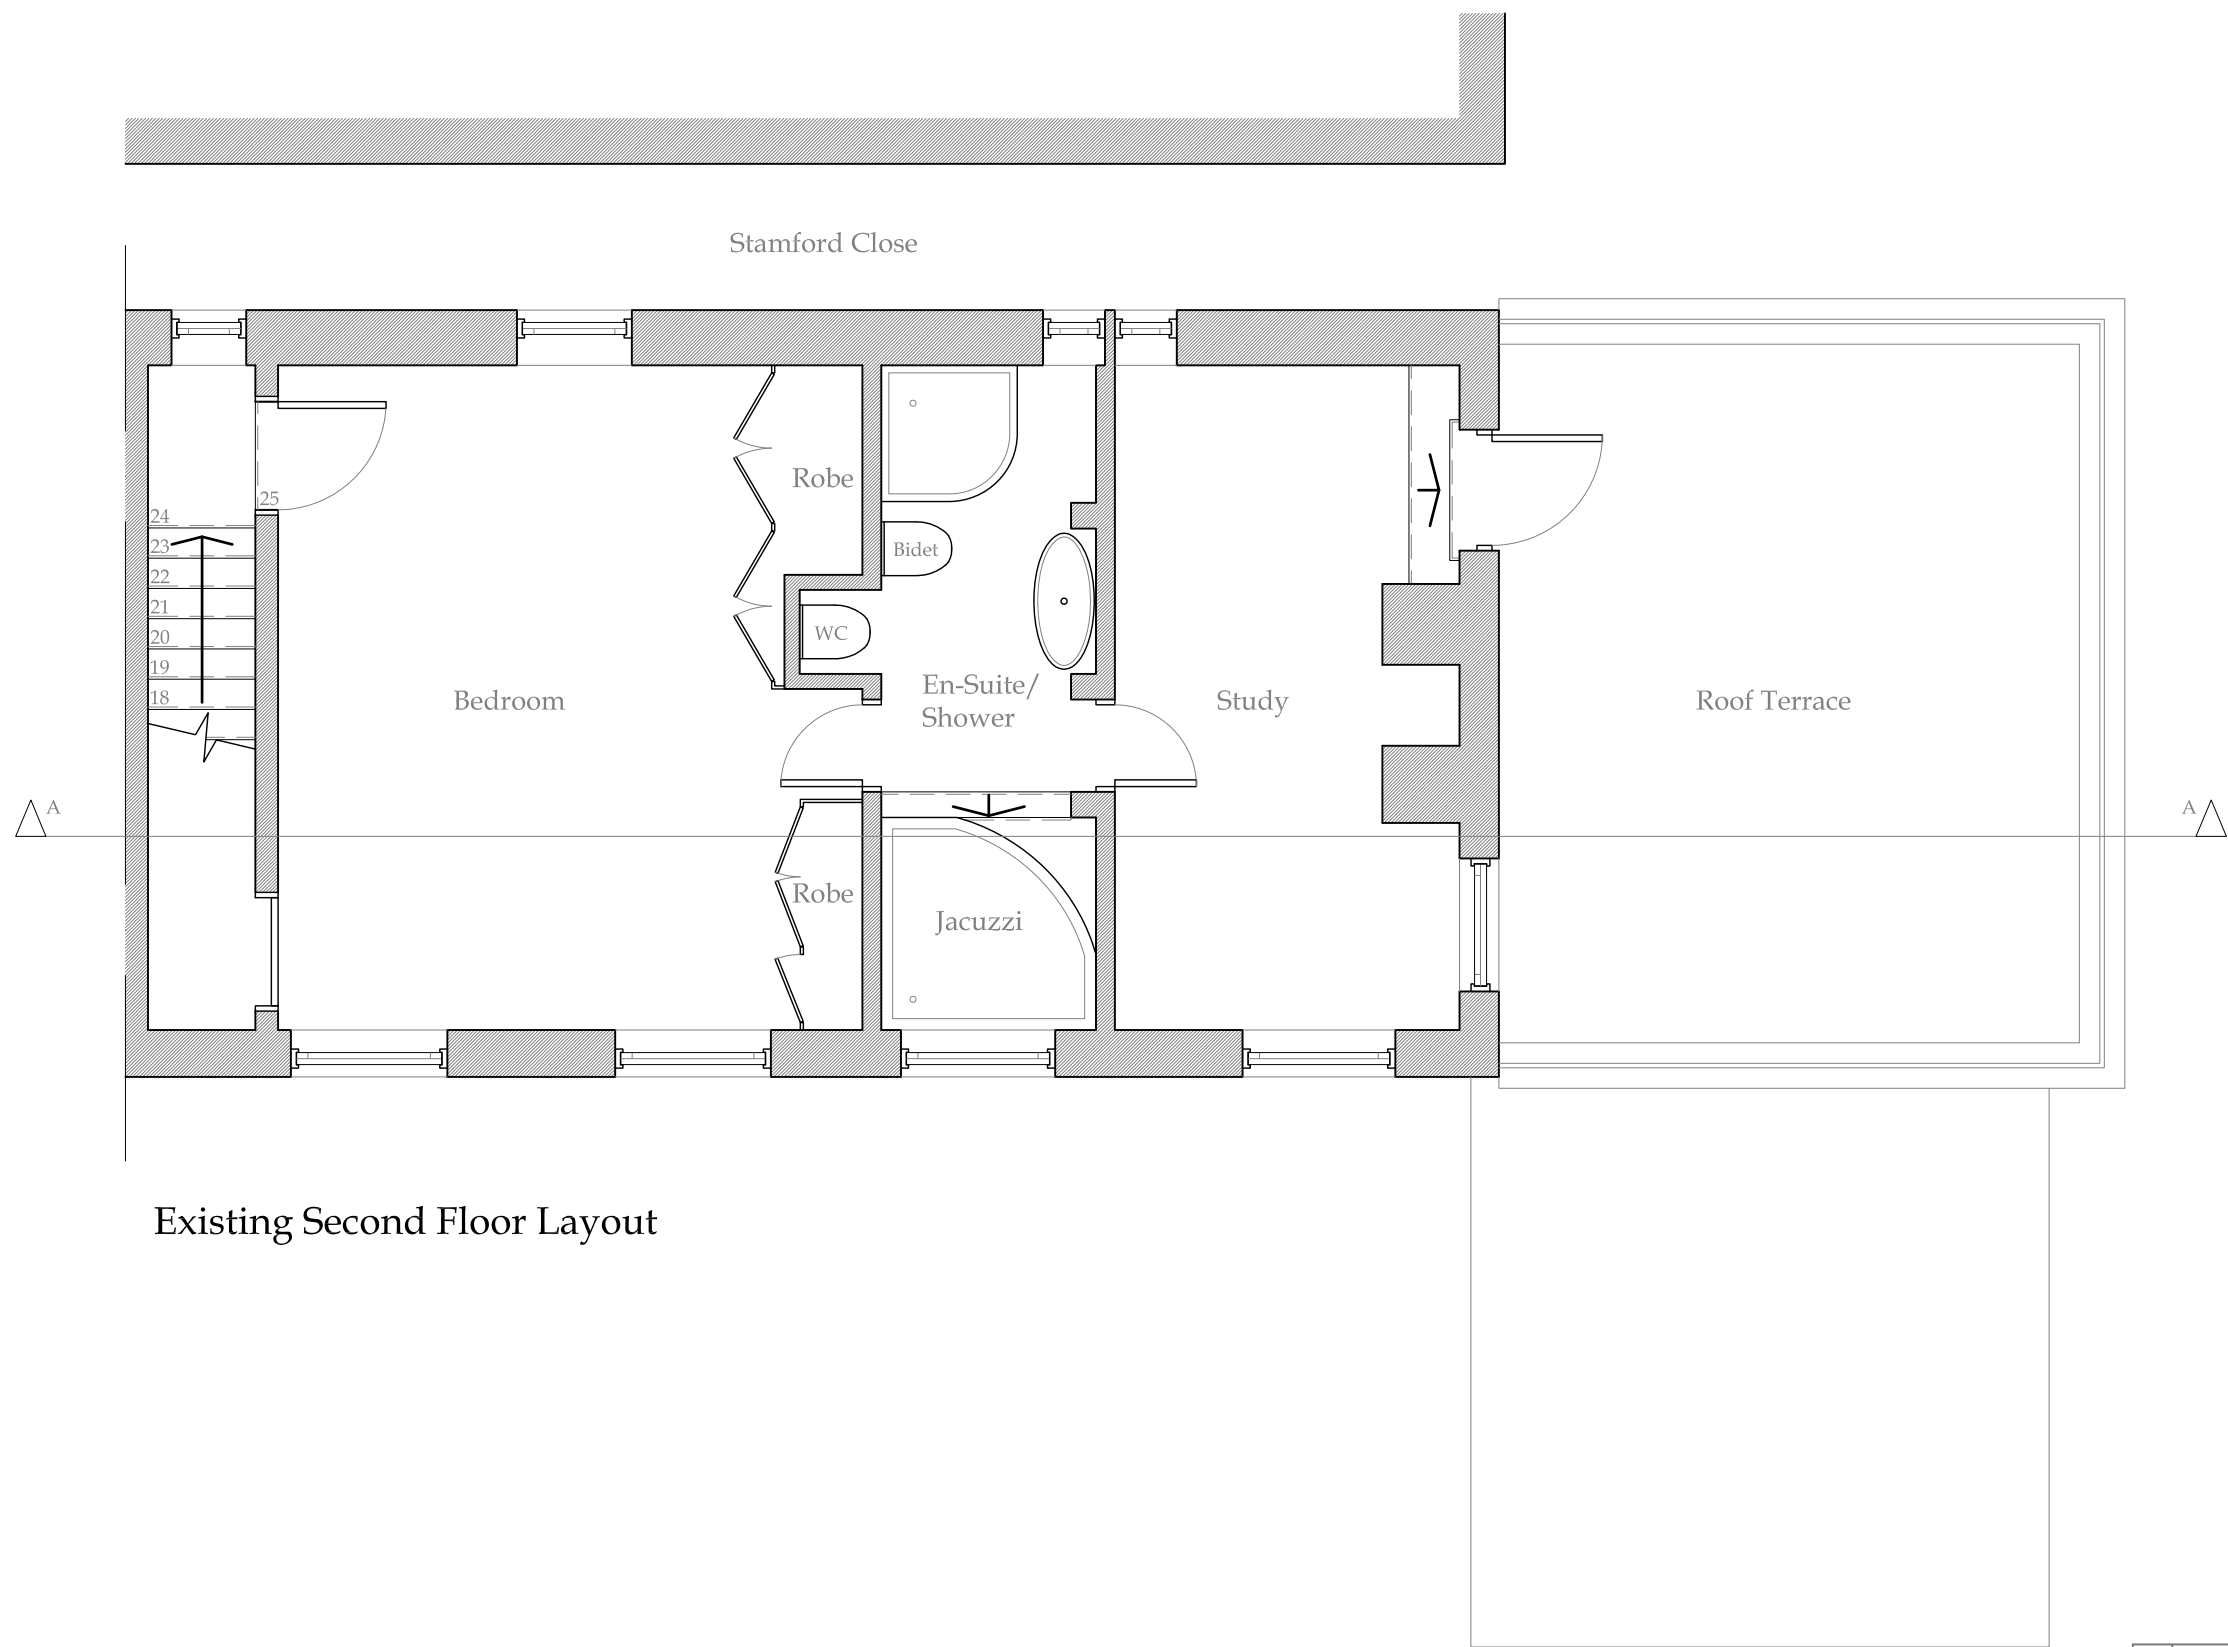 Stamford Close
Robe
25
24
23
22
21
20
19
18
Bidet
WC
Bedroom
En-Suite/
Shower
Study
Roof Terrace
A
A
Robe
Jacuzzi
Existing Second Floor Layout